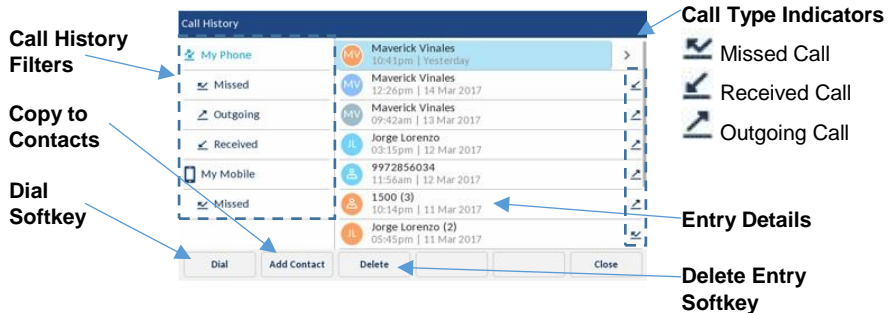 Call History
Call History
Filters
Copy to
Contacts
Dial
Softkey
My Phone
Missed
Outgoing
Received
My Mobile
Missed
MV
Maverick Vinales
10:41pm | Yesterday
MV
Maverick Vinales
12:26pm | 14 Mar 2017
MV
Maverick Vinales
09:42am | 13 Mar 2017
JL
Jorge Lorenzo
03:15pm | 12 Mar 2017
9972856034
11:56am | 12 Mar 2017
1500 (3)
10:14pm | 11 Mar 2017
JL
Jorge Lorenzo (2)
05:45pm | 11 Mar 2017
Dial
Add Contact
Delete
Close
Call Type Indicators
Missed Call
Received Call
Outgoing Call
Entry Details
Delete Entry
Softkey